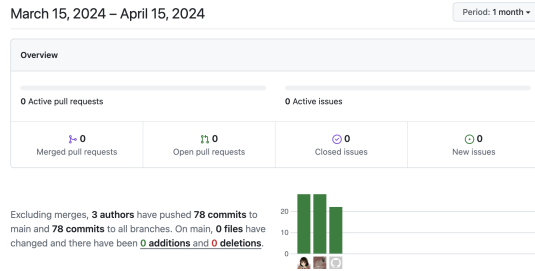 March 15, 2024 – April 15, 2024
Period: 1 month
Overview
0 Active pull requests
0 Active issues
0
Merged pull requests
0
Open pull requests
0
Closed issues
0
New issues
Excluding merges, 3 authors have pushed 78 commits to
main and 78 commits to all branches. On main, 0 files have
changed and there have been 0 additions and 0 deletions.
20
10
0